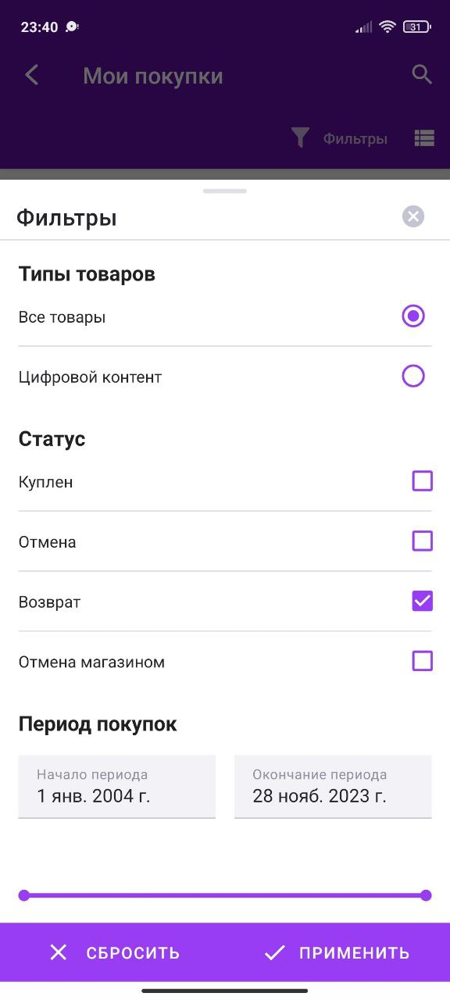 23:40
31
Мои покупки
Фильтры
Фильтры
Типы товаров
Все товары
Цифровой контент
Статус
Куплен
Отмена
Возврат
Отмена магазином
Период покупок
Начало периода
1 янв. 2004 г.
Окончание периода
28 нояб. 2023 г.
СБРОСИТЬ
ПРИМЕНИТЬ